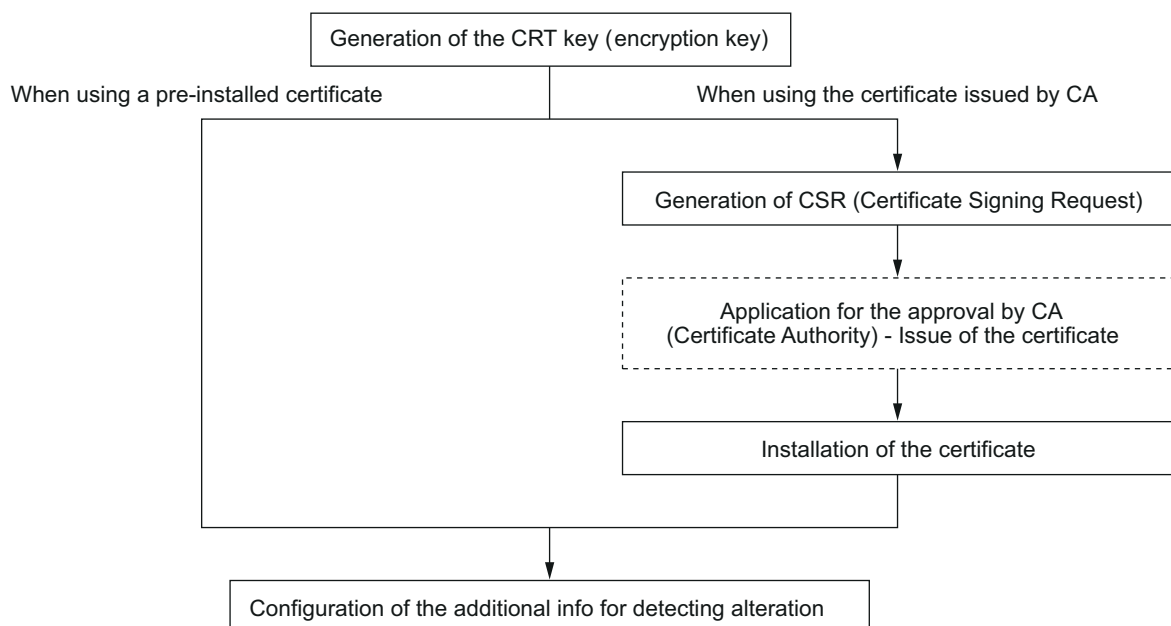 Generation of the CRT key (encryption key)
When using a pre-installed certificate
When using the certificate issued by CA
Generation of CSR (Certificate Signing Request)
Application for the approval by CA
(Certificate Authority) - Issue of the certificate
Installation of the certificate
Configuration of the additional info for detecting alteration